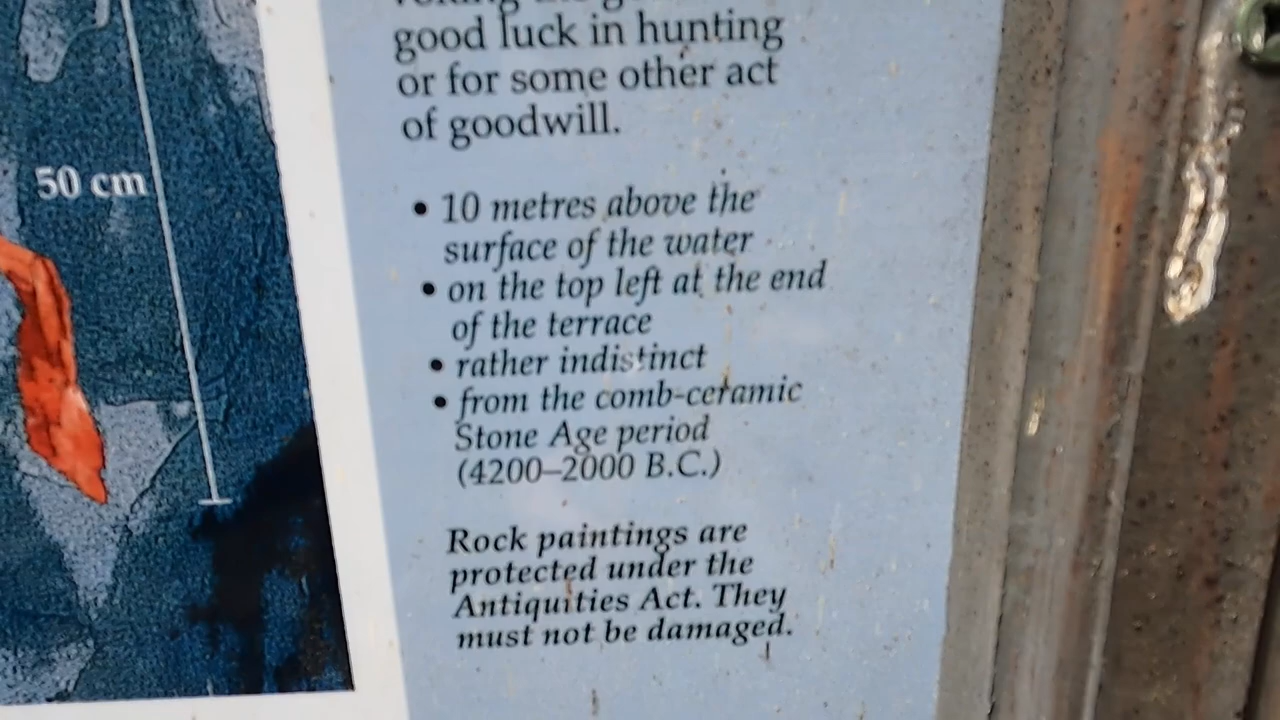 good luck in hunting
or for some other act
of goodwill.
50 cm
• 10 metres above the
surface of the water
• on the top left at the end
of the terrace
• rather indistinct
• from the comb-ceramic
Stone Age period
(4200–2000 B.C.)
Rock paintings are
protected under the
Antiquities Act. They
must not be damaged.